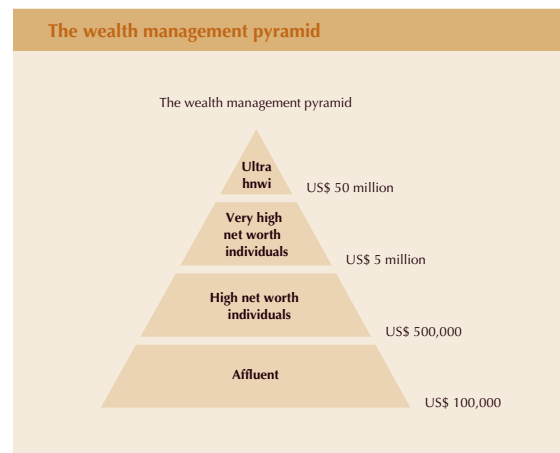 The wealth management pyramid
The wealth management pyramid
Ultra
hnwi
US$ 50 million
Very high
net worth
individuals
US$ 5 million
High net worth
individuals
US$ 500,000
Affluent
US$ 100,000